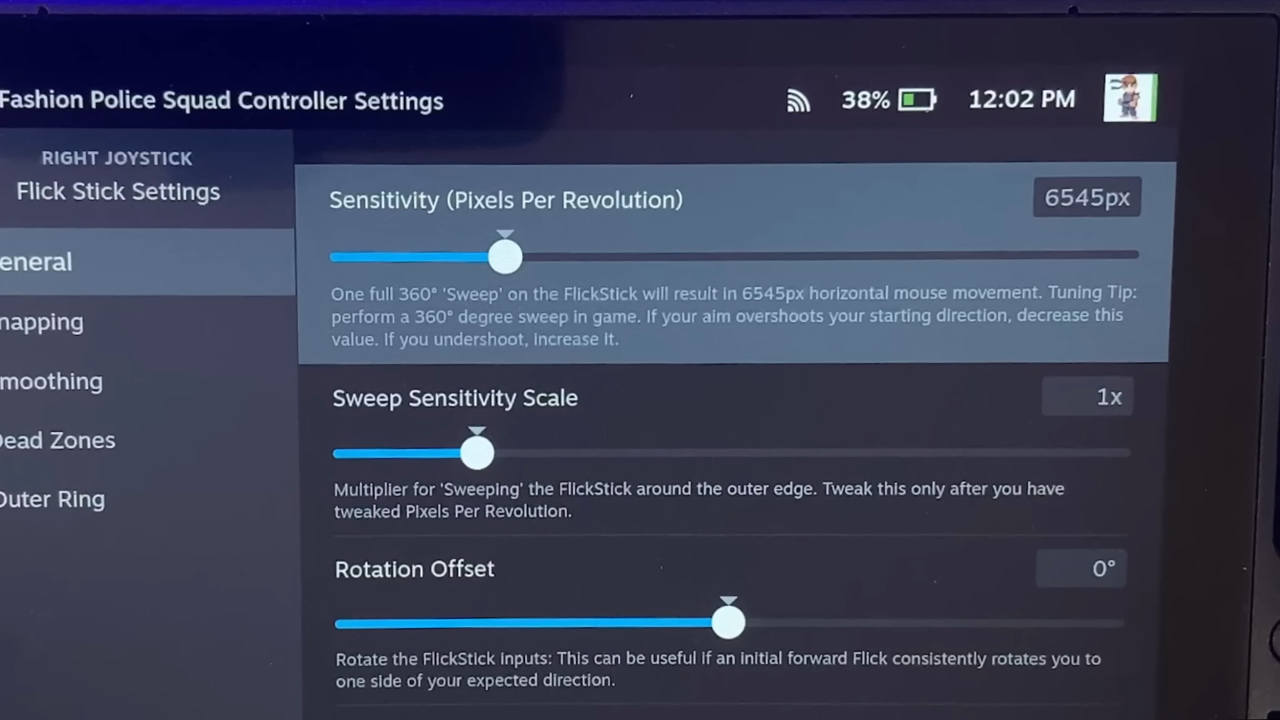 Fashion Police Squad Controller Settings
38%
12:02 PM
RIGHT JOYSTICK
Flick Stick Settings
eneral
napping
moothing
Dead Zones
Outer Ring
Sensitivity (Pixels Per Revolution)
6545px
One full 360° 'Sweep' on the FlickStick will result in 6545px horizontal mouse movement. Tuning Tip:
perform a 360° degree sweep in game. If your aim overshoots your starting direction, decrease this
value. If you undershoot, increase it.
Sweep Sensitivity Scale
1x
Multiplier for 'Sweeping' the FlickStick around the outer edge. Tweak this only after you have
tweaked Pixels Per Revolution.
Rotation Offset
0°
Rotate the FlickStick inputs: This can be useful if an initial forward Flick consistently rotates you to
one side of your expected direction.